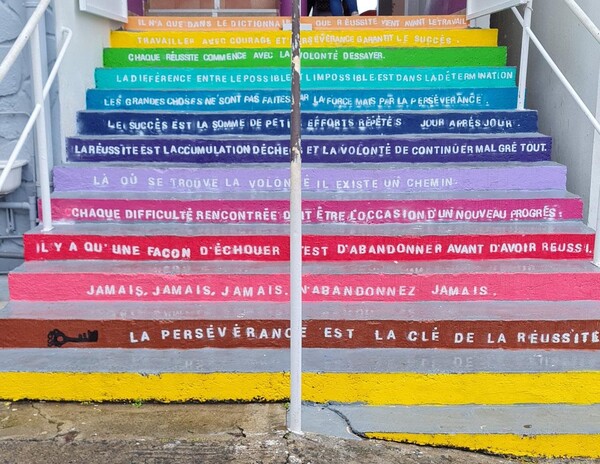 IL N'Y A QUE DANS LE DICTIONNAIRE QUE RÉUSSITE VIENT AVANT LE TRAVAIL
TRAVAILLER AVEC COURAGE ET PERSÉVÉRANCE GARANTIT LE SUCCÈS.
CHAQUE RÉUSSITE COMMENCE AVEC LA VOLONTÉ D'ESSAYER.
LA DIFÉRENCE ENTRE LE POSSIBLE L'IMPOSSIBLE EST DANS LA DÉTERMINATION
LES GRANDES CHOSES NE SONT PAS FAITES PAR LA FORCE MAIS PAR LA PERSÉVÉRANCE.
LE SUCCÈS EST LA SOMME DE PETITS EFFORTS RÉPÉTÉS JOUR APRÈS JOUR
LA RÉUSSITE EST L'ACCUMULATION D'ÉCHECS ET LA VOLONTÉ DE CONTINUER MALGRÉ TOUT.
LÀ OÙ SE TROUVE LA VOLONTÉ IL EXISTE UN CHEMIN.
CHAQUE DIFFICULTÉ RENCONTRÉE DOIT ÊTRE L'OCCASION D'UN NOUVEAU PROGRÈS.
IL Y A QU'UNE FAÇON D'ÉCHOUER C'EST D'ABANDONNER AVANT D'AVOIR RÉUSSI.
JAMAIS, JAMAIS, JAMAIS N'ABANDONNEZ JAMAIS.
LA PERSÉVÉRANCE EST LA CLÉ DE LA RÉUSSITE